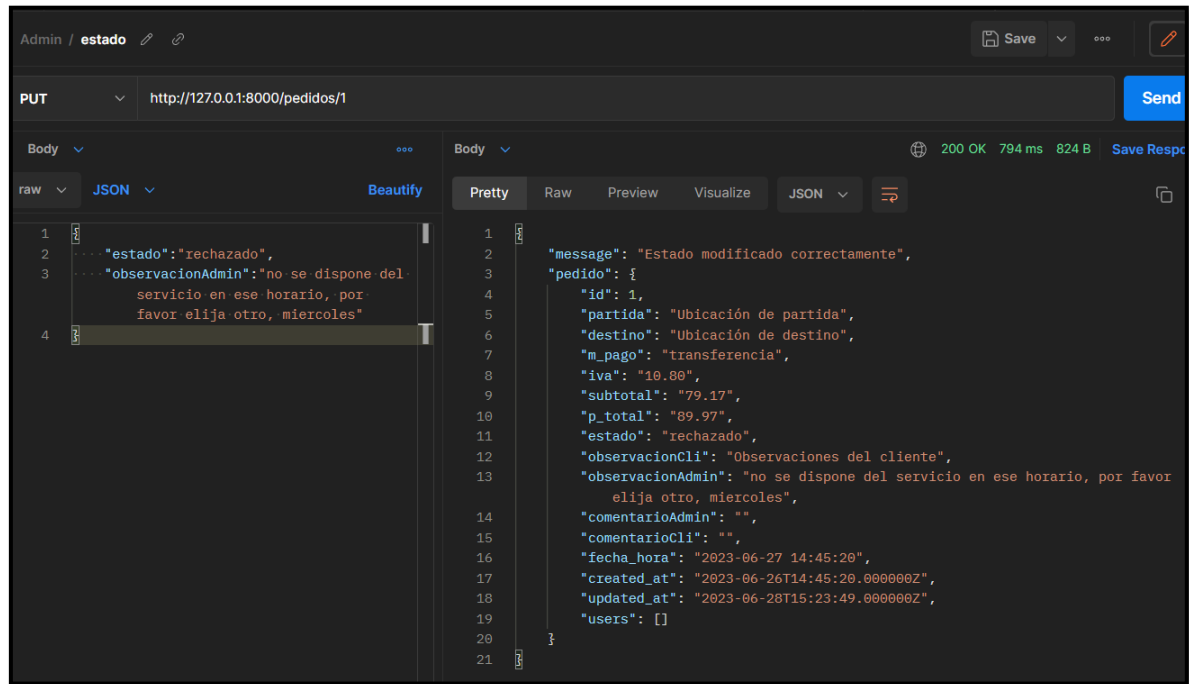 Admin / estado
Save
PUT
http://127.0.0.1:8000/pedidos/1
Send
Body
raw
JSON
Beautify
1 {
2 "estado":"rechazado",
3 "observacionAdmin":"no se dispone del
servicio en ese horario, por
favor elija otro, miercoles"
4 }
Body
200 OK 794 ms 824 B Save Respo
Pretty Raw Preview Visualize JSON
1 {
2 "message": "Estado modificado correctamente",
3 "pedido": {
4 "id": 1,
5 "partida": "Ubicación de partida",
6 "destino": "Ubicación de destino",
7 "m_pago": "transferencia",
8 "iva": "10.80",
9 "subtotal": "79.17",
10 "p_total": "89.97",
11 "estado": "rechazado",
12 "observacionCli": "Observaciones del cliente",
13 "observacionAdmin": "no se dispone del servicio en ese horario, por favor
elija otro, miercoles",
14 "comentarioAdmin": "",
15 "comentarioCli": "",
16 "fecha_hora": "2023-06-27 14:45:20",
17 "created_at": "2023-06-26T14:45:20.000000Z",
18 "updated_at": "2023-06-28T15:23:49.000000Z",
19 "users": []
20 }
21 }